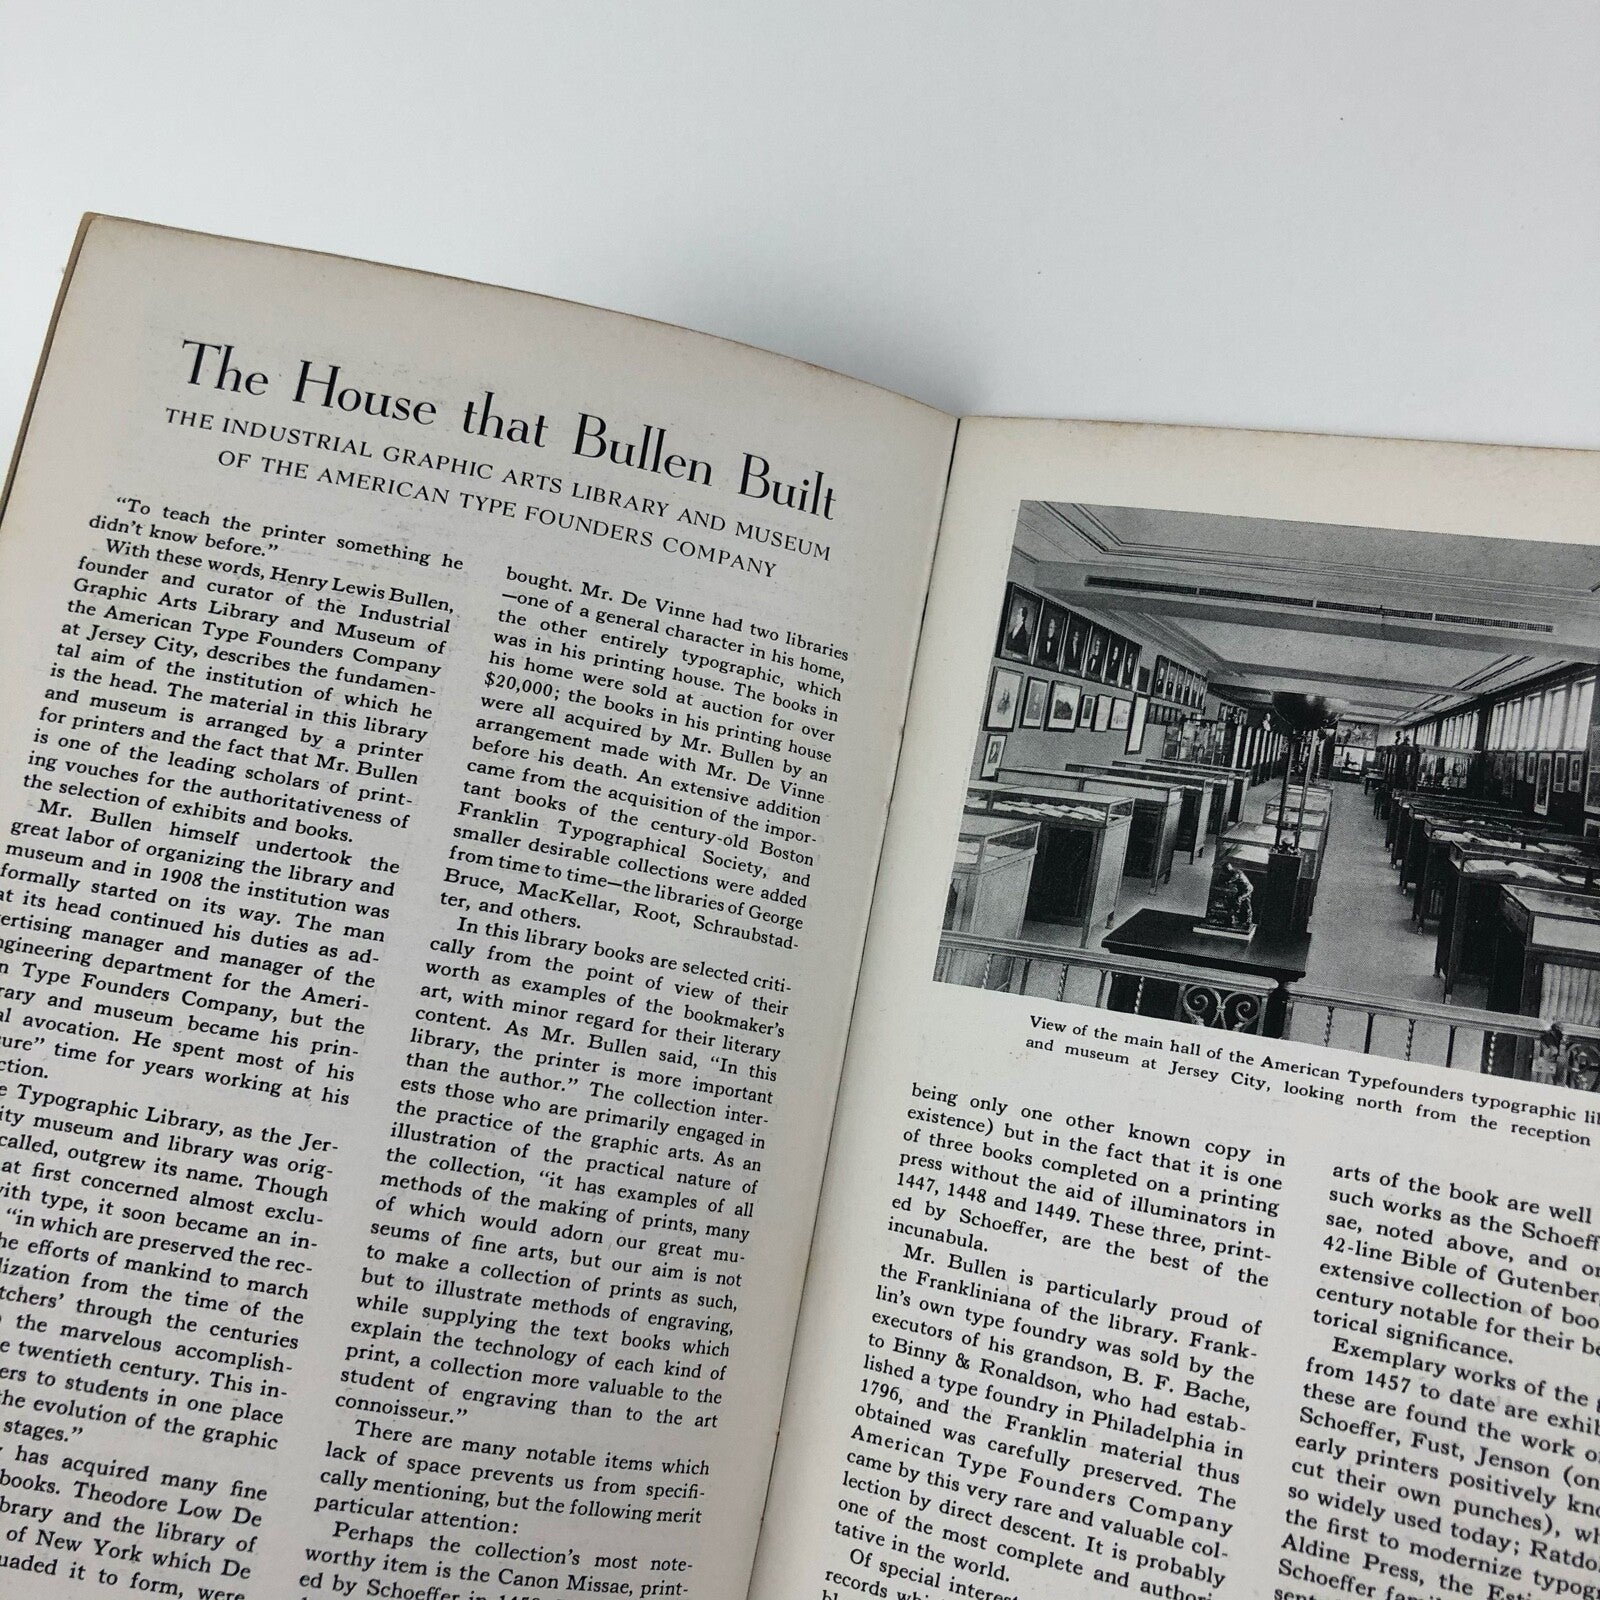 The House that Bullen Built
THE INDUSTRIAL GRAPHIC ARTS LIBRARY AND MUSEUM
OF THE AMERICAN TYPE FOUNDERS COMPANY
“To teach the printer something he
didn’t know before.”
With these words, Henry Lewis Bullen,
founder and curator of the Industrial
Graphic Arts Library and Museum of
the American Type Founders Company
at Jersey City, describes the fundamen-
tal aim of the institution of which he
is the head. The material in this library
and museum is arranged by a printer
for printers and the fact that Mr. Bullen
is one of the leading scholars of print-
ing vouches for the authoritativeness of
the selection of exhibits and books.
Mr. Bullen himself undertook the
great labor of organizing the library and
museum and in 1908 the institution was
formally started on its way. The man
at its head continued his duties as ad-
ertising manager and manager of the
ngineering department for the Ameri-
n Type Founders Company, but the
rary and museum became his prin-
al avocation. He spent most of his
ure” time for years working at his
ction.
e Typographic Library, as the Jer-
ity museum and library was orig-
called, outgrew its name. Though
at first concerned almost exclu-
with type, it soon became an in-
“in which are preserved the rec-
he efforts of mankind to march
lization from the time of the
tchers’ through the centuries
the marvelous accomplish-
e twentieth century. This in-
ers to students in one place
he evolution of the graphic
stages.”
has acquired many fine
books. Theodore Low De
brary and the library of
of New York which De
uaded it to form, were
bought. Mr. De Vinne had two libraries
—one of a general character in his home,
the other entirely typographic, which
was in his printing house. The books in
his home were sold at auction for over
$20,000; the books in his printing house
were all acquired by Mr. Bullen by an
arrangement made with Mr. De Vinne
before his death. An extensive addition
came from the acquisition of the impor-
tant books of the century-old Boston
Franklin Typographical Society, and
smaller desirable collections were added
from time to time—the libraries of George
Bruce, MacKellar, Root, Schraubstad-
ter, and others.
In this library books are selected criti-
cally from the point of view of their
worth as examples of the bookmaker’s
art, with minor regard for their literary
content. As Mr. Bullen said, “In this
library, the printer is more important
than the author.” The collection inter-
ests those who are primarily engaged in
the practice of the graphic arts. As an
illustration of the practical nature of
the collection, “it has examples of all
methods of the making of prints, many
of which would adorn our great mu-
seums of fine arts, but our aim is not
to make a collection of prints as such,
but to illustrate methods of engraving,
while supplying the text books which
explain the technology of each kind of
print, a collection more valuable to the
student of engraving than to the art
connoisseur.”
There are many notable items which
lack of space prevents us from specifi-
cally mentioning, but the following merit
particular attention:
Perhaps the collection’s most note-
worthy item is the Canon Missae, print-
ed by Schoeffer in
View of the main hall of the American Typefounders typographic lib
and museum at Jersey City, looking north from the reception
being only one other known copy in
existence) but in the fact that it is one
of three books completed on a printing
press without the aid of illuminators in
1447, 1448 and 1449. These three, print-
ed by Schoeffer, are the best of the
incunabula.
Mr. Bullen is particularly proud of
the Frankliniana of the library. Frank-
lin’s own type foundry was sold by the
executors of his grandson, B. F. Bache,
to Binny & Ronaldson, who had estab-
lished a type foundry in Philadelphia in
1796, and the Franklin material thus
obtained was carefully preserved. The
American Type Founders Company
came by this very rare and valuable col-
lection by direct descent. It is probably
one of the most complete and authori-
tative in the world.
Of special interest
records
arts of the book are well
such works as the Schoeff
sae, noted above, and
42-line Bible of Gutenber
extensive collection of boo
century notable for their be
torical significance.
Exemplary works of the
from 1457 to date are exhib
these are found the work o
Schoeffer, Fust, Jenson (on
early printers positively kno
cut their own punches), wh
so widely used today; Ratdo
the first to modernize typog
Aldine Press, the
Schoeffer